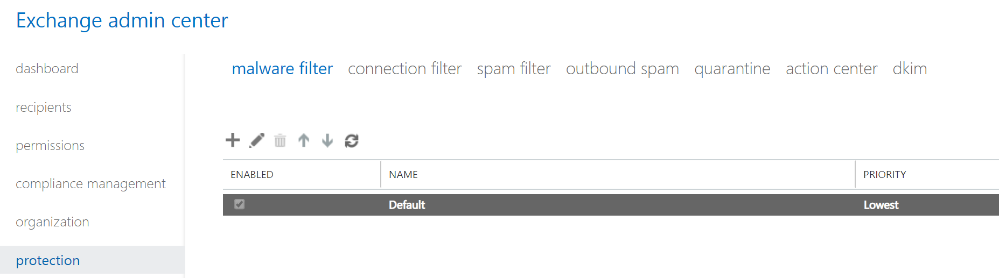 Exchange admin center
dashboard
recipients
permissions
compliance management
organization
protection
malware filter connection filter spam filter outbound spam quarantine action center dkim
ENABLED NAME PRIORITY
Default Lowest